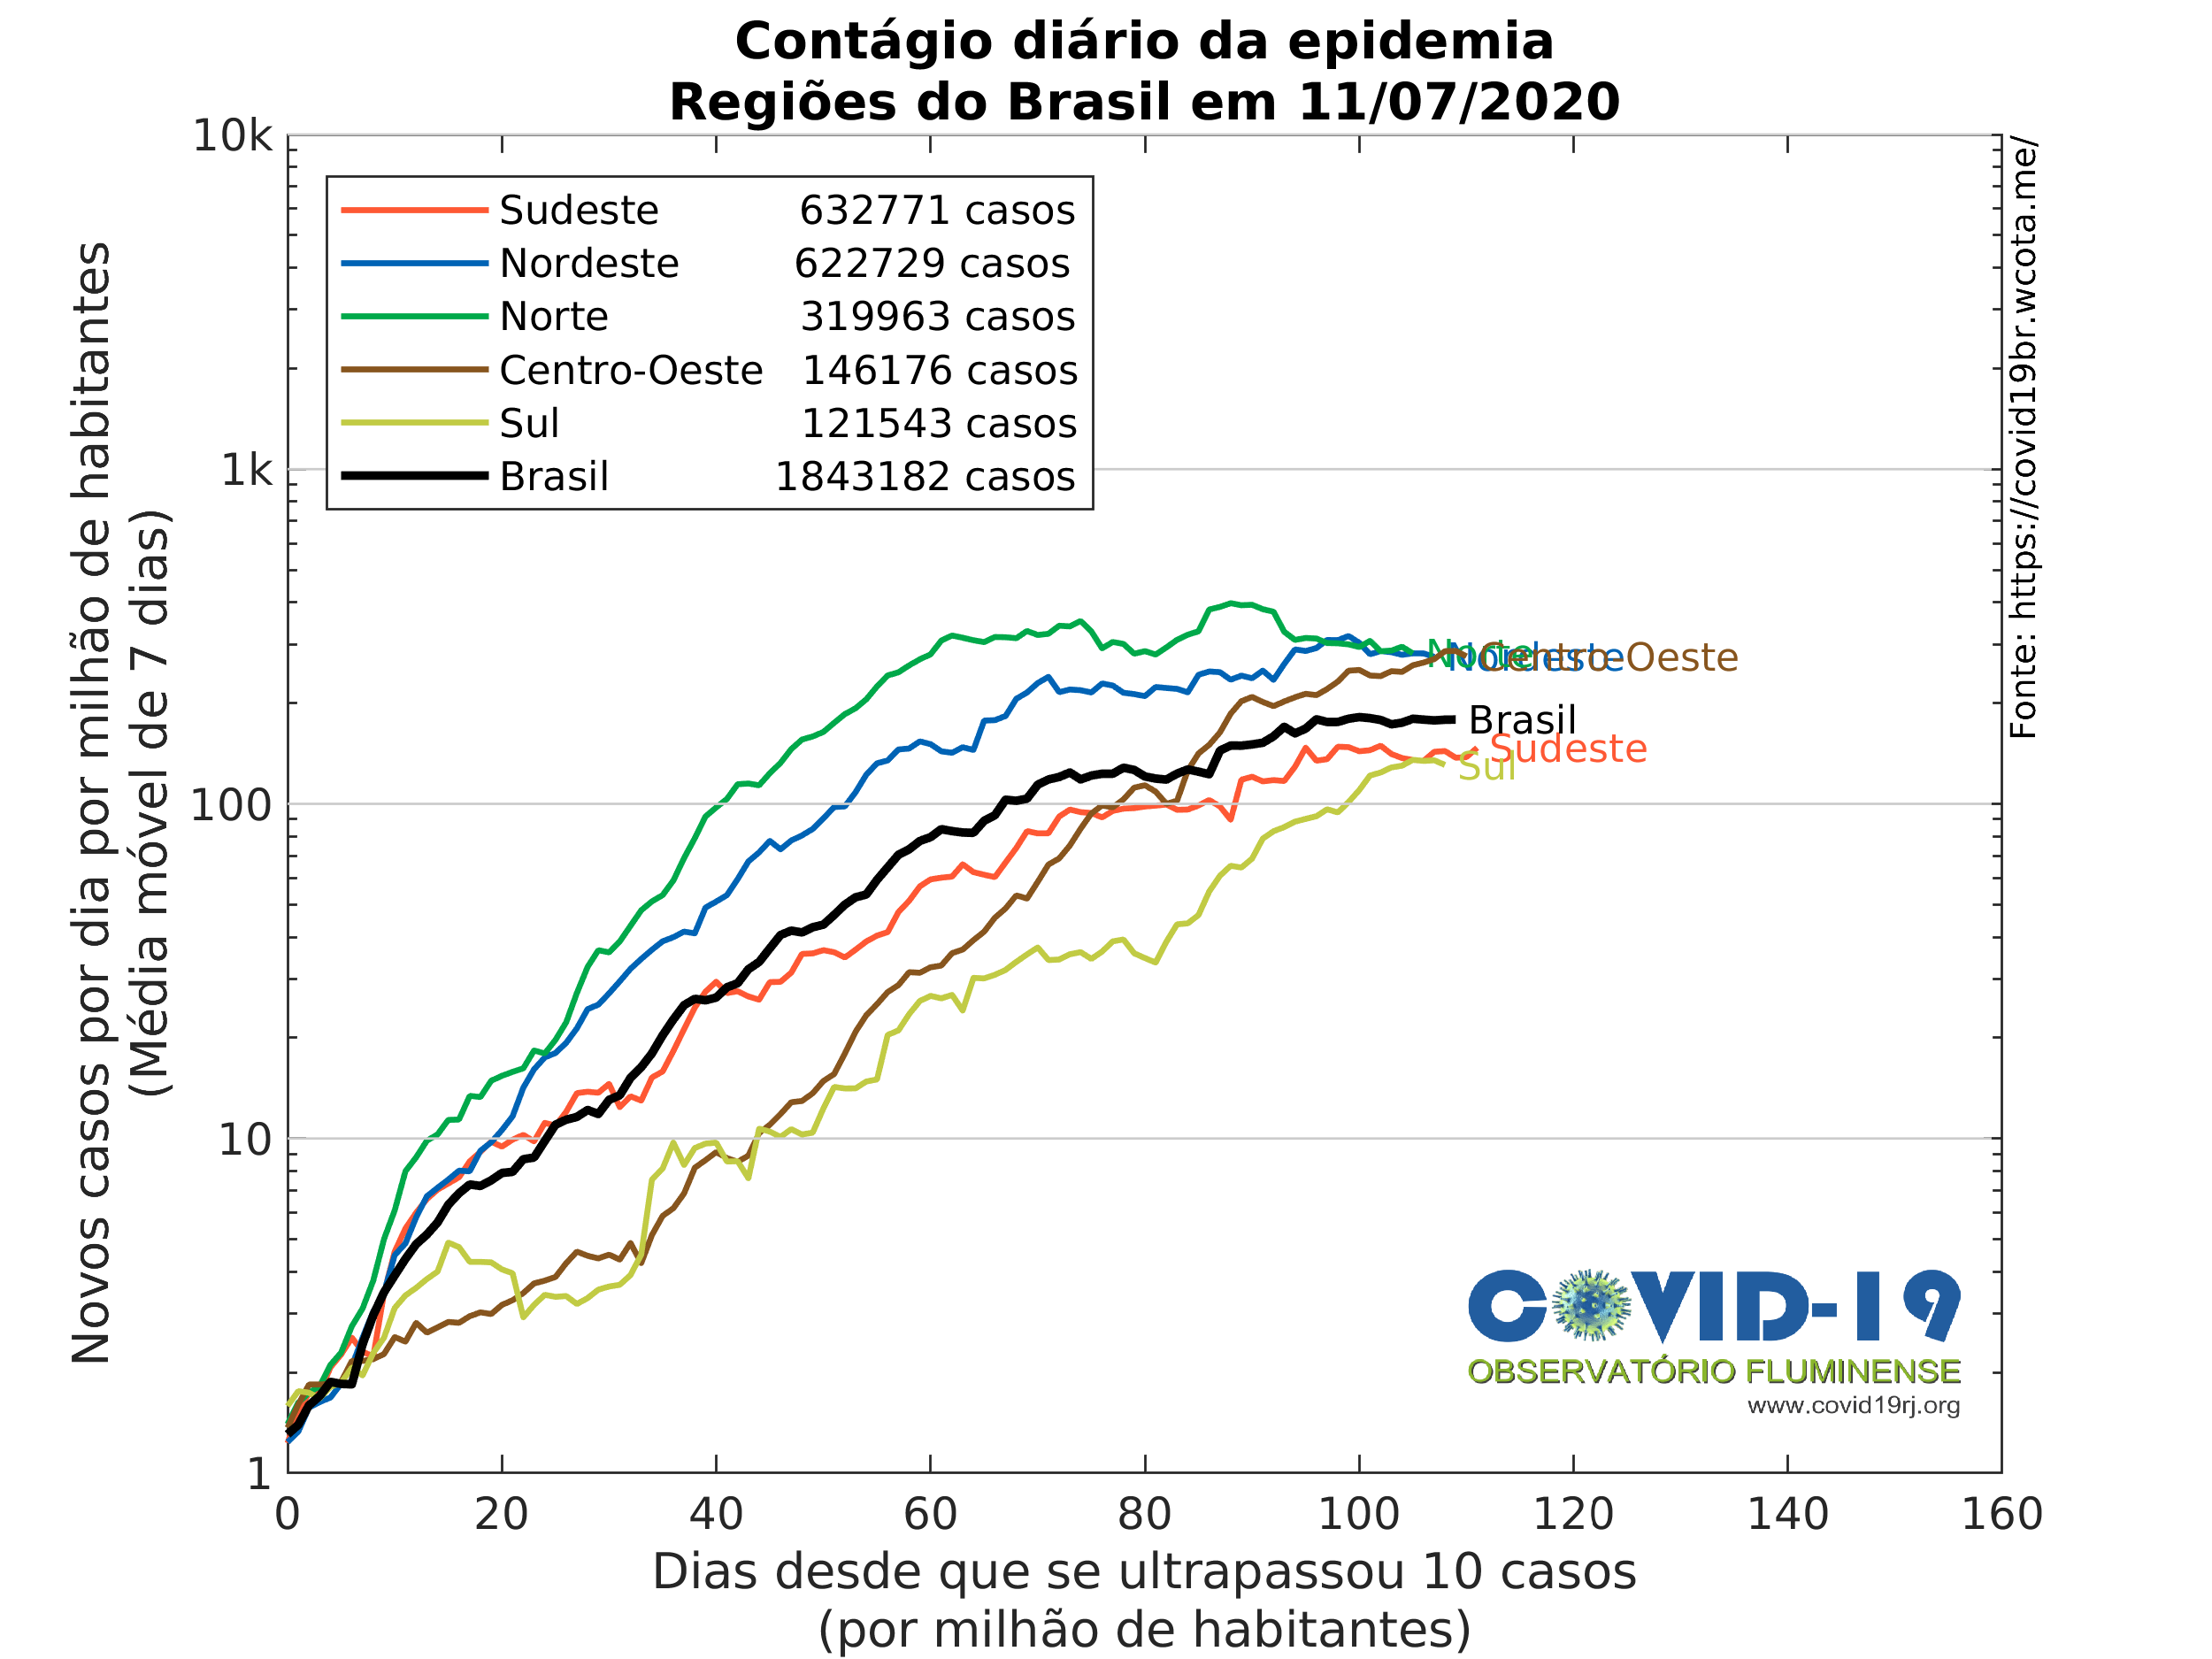 Contágio diário da epidemia
Regiões do Brasil em 11/07/2020
10k
1k
100
10
1
Novos casos por dia por milhão de habitantes
(Média móvel de 7 dias)
Sudeste 632771 casos
Nordeste 622729 casos
Norte 319963 casos
Centro-Oeste 146176 casos
Sul 121543 casos
Brasil 1843182 casos
Fonte: https://covid19br.wcota.me/
Norte
Nordeste
Centro-Oeste
Brasil
Sudeste
Sul
COVID-19
OBSERVATÓRIO FLUMINENSE
www.covid19rj.org
0 20 40 60 80 100 120 140 160
Dias desde que se ultrapassou 10 casos
(por milhão de habitantes)